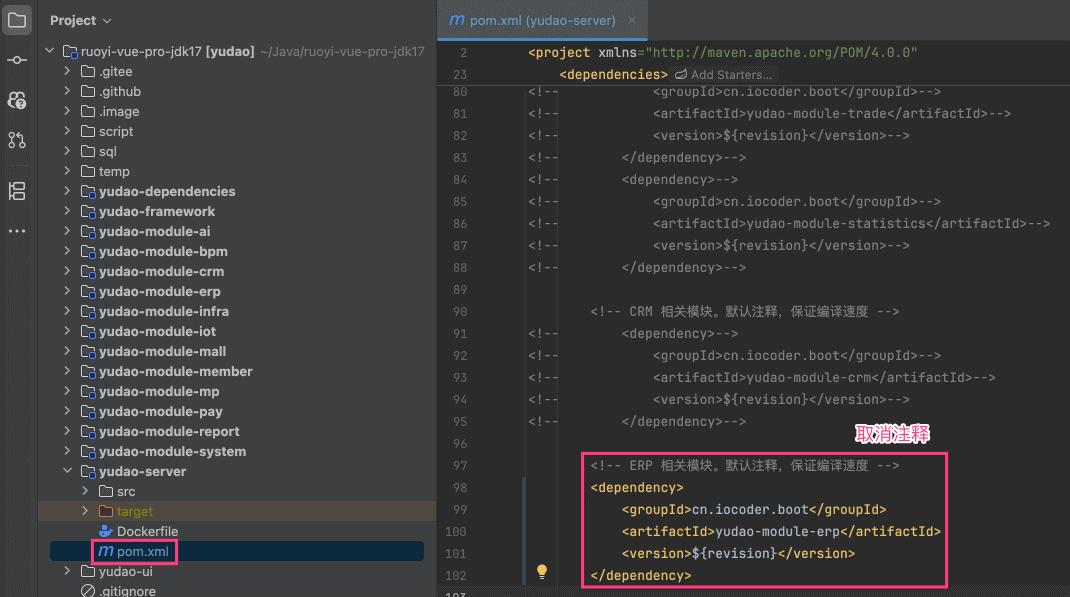 Project
ruoyi-vue-pro-jdk17 [yudao] ~/Java/ruoyi-vue-pro-jdk17
.gitee
.github
.image
script
sql
temp
yudao-dependencies
yudao-framework
yudao-module-ai
yudao-module-bpm
yudao-module-crm
yudao-module-erp
yudao-module-infra
yudao-module-iot
yudao-module-mall
yudao-module-member
yudao-module-mp
yudao-module-pay
yudao-module-report
yudao-module-system
yudao-server
src
target
Dockerfile
m pom.xml
yudao-ui
.gitignore
m pom.xml (yudao-server) ×
2 <project xmlns="http://maven.apache.org/POM/4.0.0"
23 <dependencies> Add Starters...
80 <!-- <groupId>cn.iocoder.boot</groupId>-->
81 <!-- <artifactId>yudao-module-trade</artifactId>-->
82 <!-- <version>${revision}</version>-->
83 <!-- </dependency>-->
84 <!-- <dependency>-->
85 <!-- <groupId>cn.iocoder.boot</groupId>-->
86 <!-- <artifactId>yudao-module-statistics</artifactId>-->
87 <!-- <version>${revision}</version>-->
88 <!-- </dependency>-->
89
90 <!-- CRM 相关模块。默认注释，保证编译速度 -->
91 <!-- <dependency>-->
92 <!-- <groupId>cn.iocoder.boot</groupId>-->
93 <!-- <artifactId>yudao-module-crm</artifactId>-->
94 <!-- <version>${revision}</version>-->
95 <!-- </dependency>-->
96
取消注释
97 <!-- ERP 相关模块。默认注释，保证编译速度 -->
98 <dependency>
99 <groupId>cn.iocoder.boot</groupId>
100 <artifactId>yudao-module-erp</artifactId>
101 <version>${revision}</version>
102 </dependency>
103